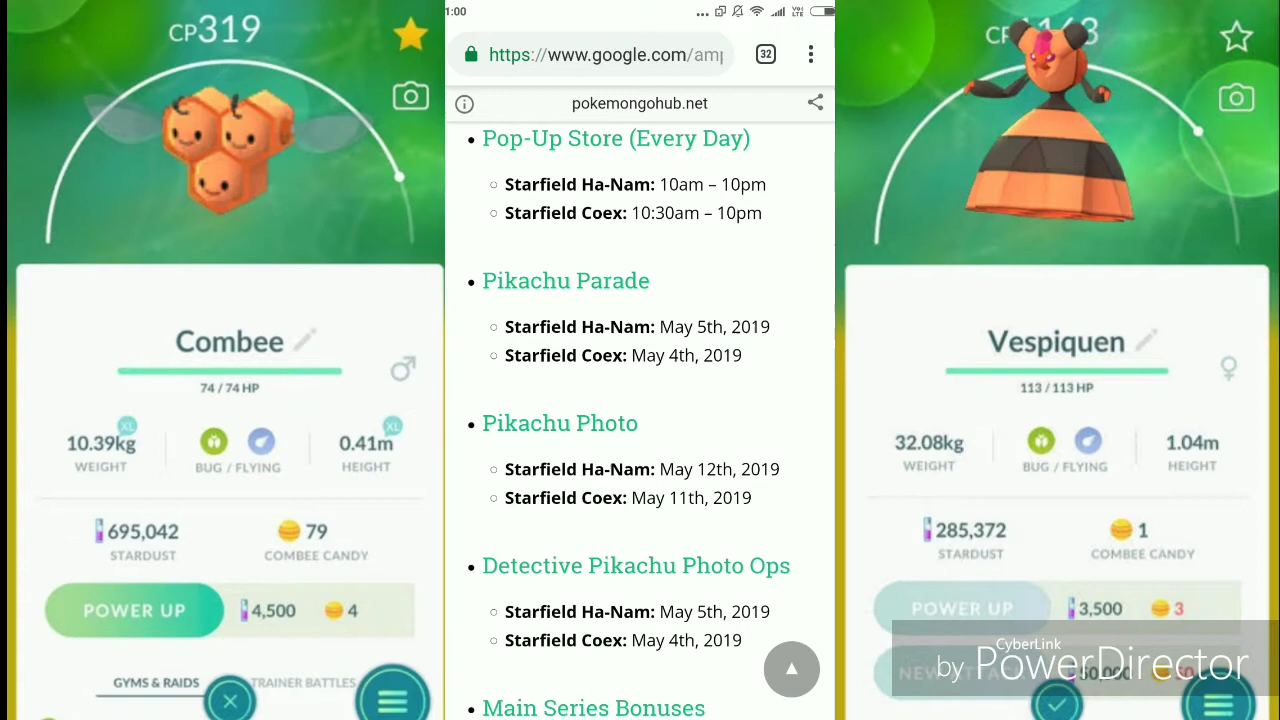 CP319
Combee
74 / 74 HP
XL
XL
10.39kg
0.41m
WEIGHT
BUG / FLYING
HEIGHT
695,042
79
STARDUST
COMBEE CANDY
POWER UP
4,500
4
GYMS & RAIDS
TRAINER BATTLES
1:00
VoLTE
https://www.google.com/amp
32
pokemongohub.net
Pop-Up Store (Every Day)
Starfield Ha-Nam: 10am – 10pm
Starfield Coex: 10:30am – 10pm
Pikachu Parade
Starfield Ha-Nam: May 5th, 2019
Starfield Coex: May 4th, 2019
Pikachu Photo
Starfield Ha-Nam: May 12th, 2019
Starfield Coex: May 11th, 2019
Detective Pikachu Photo Ops
Starfield Ha-Nam: May 5th, 2019
Starfield Coex: May 4th, 2019
Main Series Bonuses
Vespiquen
113 / 113 HP
32.08kg
1.04m
WEIGHT
BUG / FLYING
HEIGHT
285,372
1
STARDUST
COMBEE CANDY
POWER UP
3,500
3
CyberLink
by PowerDirector